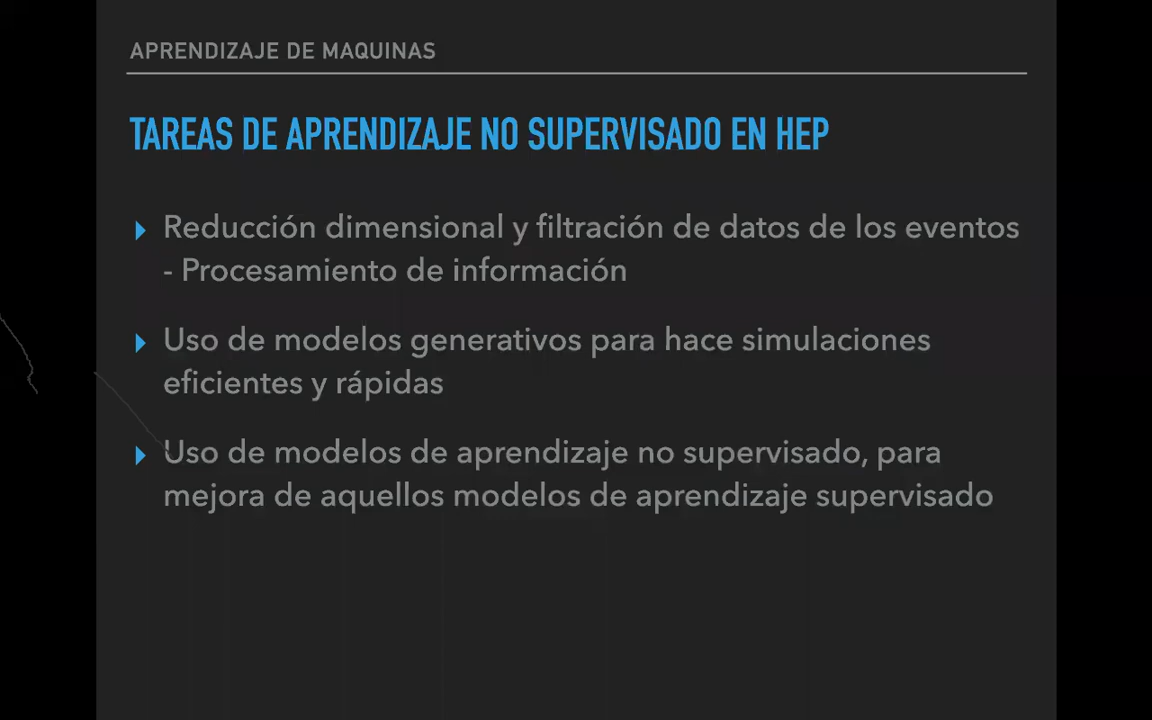 APRENDIZAJE DE MAQUINAS
TAREAS DE APRENDIZAJE NO SUPERVISADO EN HEP
Reducción dimensional y filtración de datos de los eventos
- Procesamiento de información
Uso de modelos generativos para hace simulaciones
eficientes y rápidas
Uso de modelos de aprendizaje no supervisado, para
mejora de aquellos modelos de aprendizaje supervisado